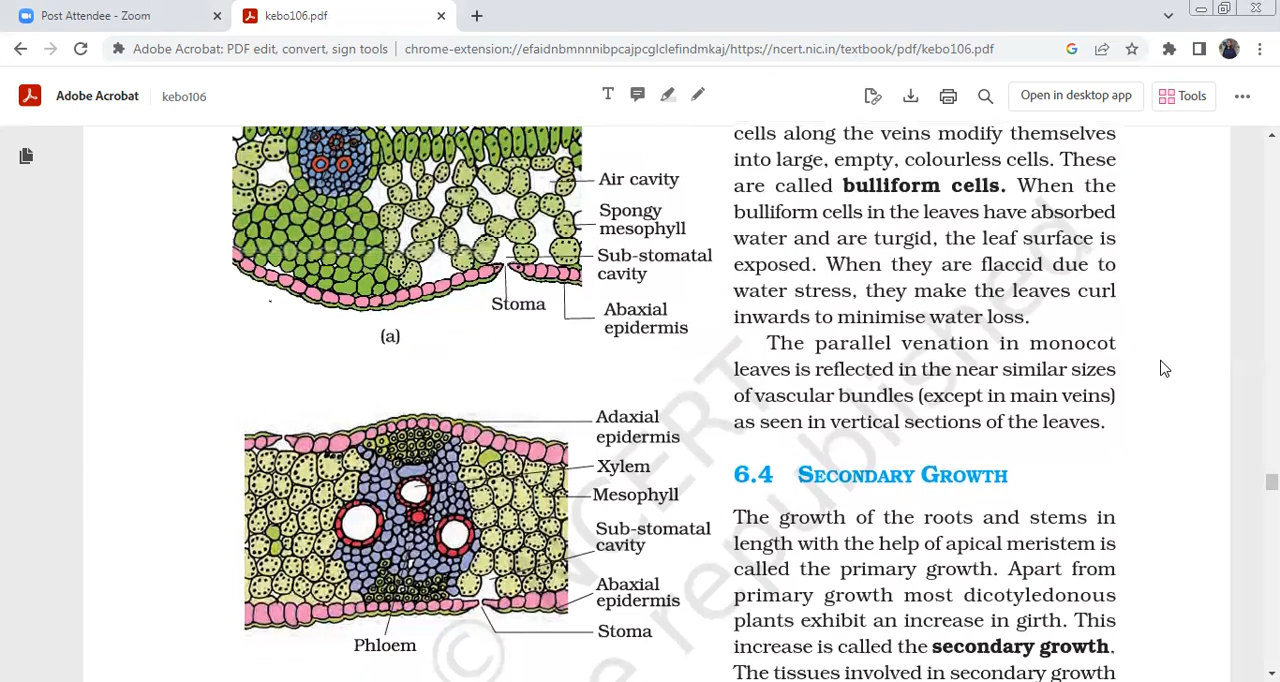 Post Attendee - Zoom
kebo106.pdf
Adobe Acrobat: PDF edit, convert, sign tools
chrome-extension://efaidnbmnnnibpcajpcglclefindmkaj/https://ncert.nic.in/textbook/pdf/kebo106.pdf
Adobe Acrobat
kebo106
Open in desktop app
Tools
Air cavity
Spongy
mesophyll
Sub-stomatal
cavity
Stoma
Abaxial
epidermis
(a)
Adaxial
epidermis
Xylem
Mesophyll
Sub-stomatal
cavity
Abaxial
epidermis
Stoma
Phloem
cells along the veins modify themselves
into large, empty, colourless cells. These
are called bulliform cells. When the
bulliform cells in the leaves have absorbed
water and are turgid, the leaf surface is
exposed. When they are flaccid due to
water stress, they make the leaves curl
inwards to minimise water loss.
The parallel venation in monocot
leaves is reflected in the near similar sizes
of vascular bundles (except in main veins)
as seen in vertical sections of the leaves.
6.4 SECONDARY GROWTH
The growth of the roots and stems in
length with the help of apical meristem is
called the primary growth. Apart from
primary growth most dicotyledonous
plants exhibit an increase in girth. This
increase is called the secondary growth.
The tissues involved in secondary growth
© NCERT
republished